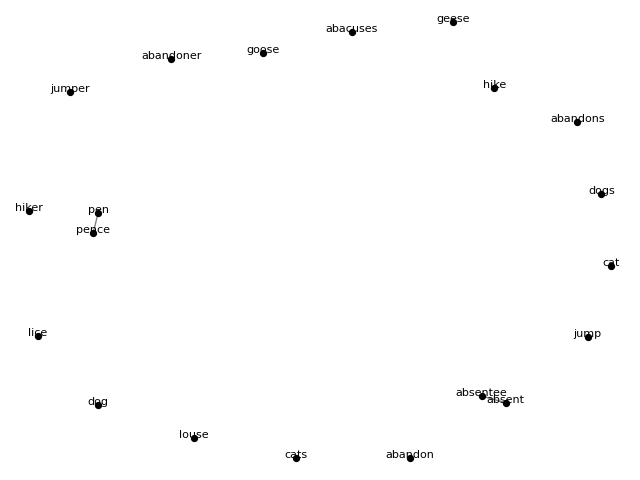 geese
abacuses
goose
abandoner
hike
jumper
abandons
dogs
hiker
pen
pence
cat
lice
jump
absentee
absent
dog
louse
cats
abandon